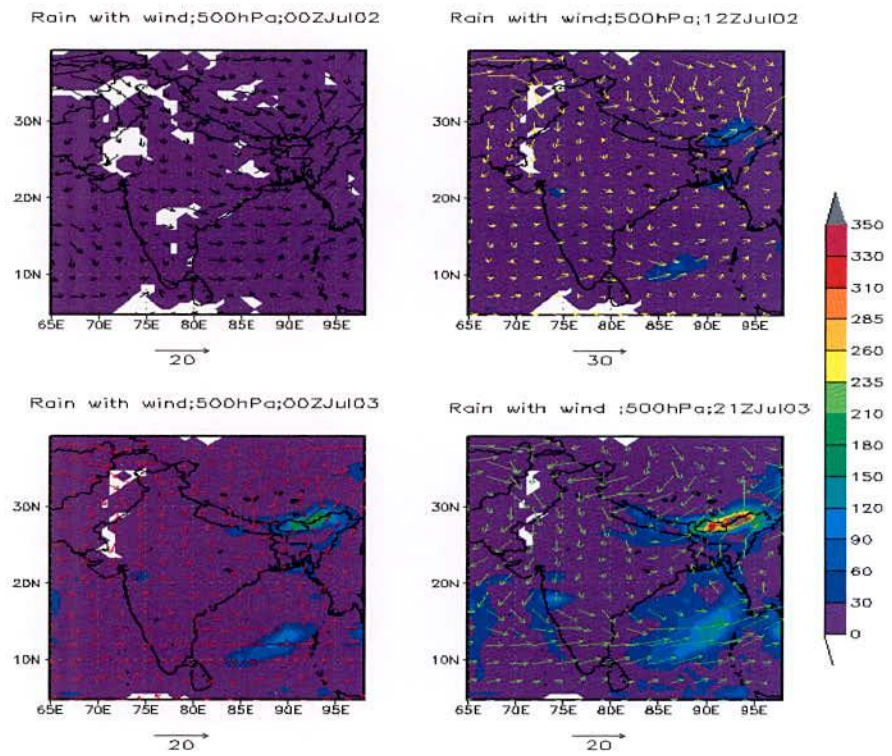 Rain with wind;500hPa;00ZJul02
30N
20N
10N
65E 70E 75E 80E 85E 90E 95E
20
Rain with wind;500hPa;12ZJul02
30N
20N
10N
65E 70E 75E 80E 85E 90E 95E
30
Rain with wind;500hPa;00ZJul03
30N
20N
10N
65E 70E 75E 80E 85E 90E 95E
20
Rain with wind ;500hPa;21ZJul03
30N
20N
10N
65E 70E 75E 80E 85E 90E 95E
20
350
330
310
285
260
235
210
180
150
120
90
60
30
0